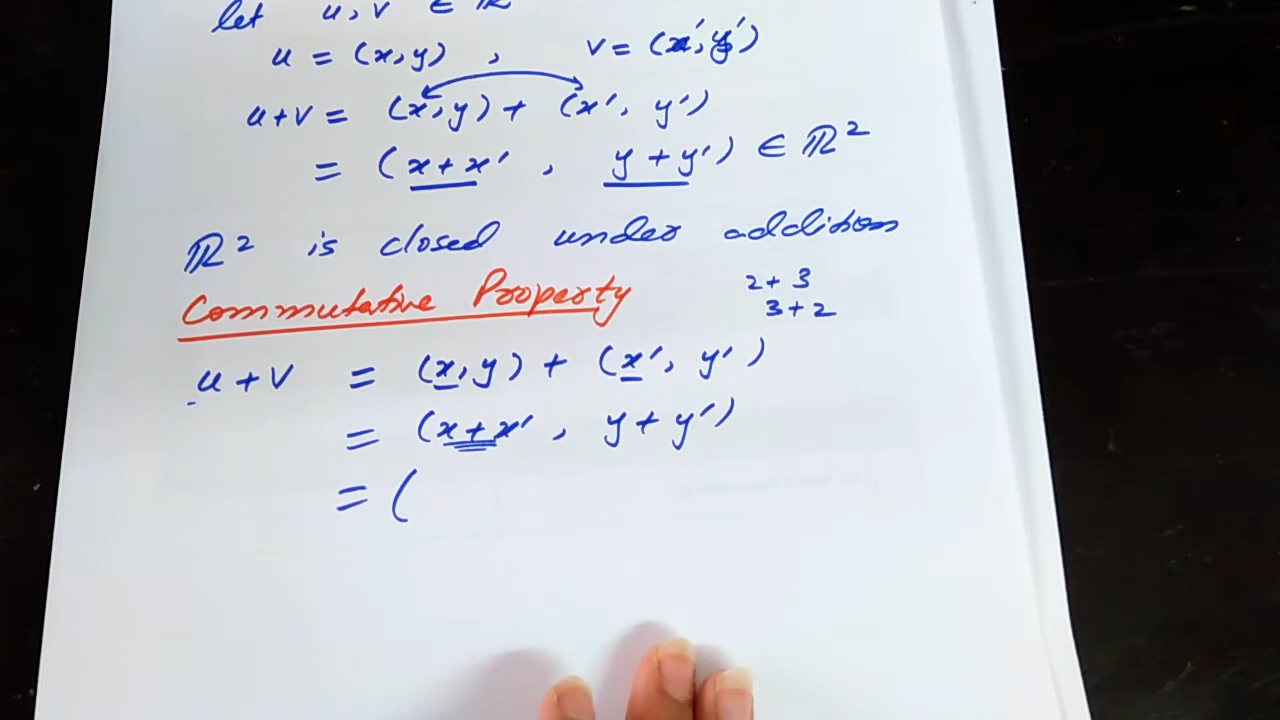 let u, v ∈ ℝ
u = (x, y) , v = (x', y')
u+v = (x, y) + (x', y')
= (x+x' , y+y') ∈ ℝ²
ℝ² is closed under addition
Commutative Property
2+3
3+2
u+v = (x, y) + (x', y')
= (x+x' , y+y')
= (